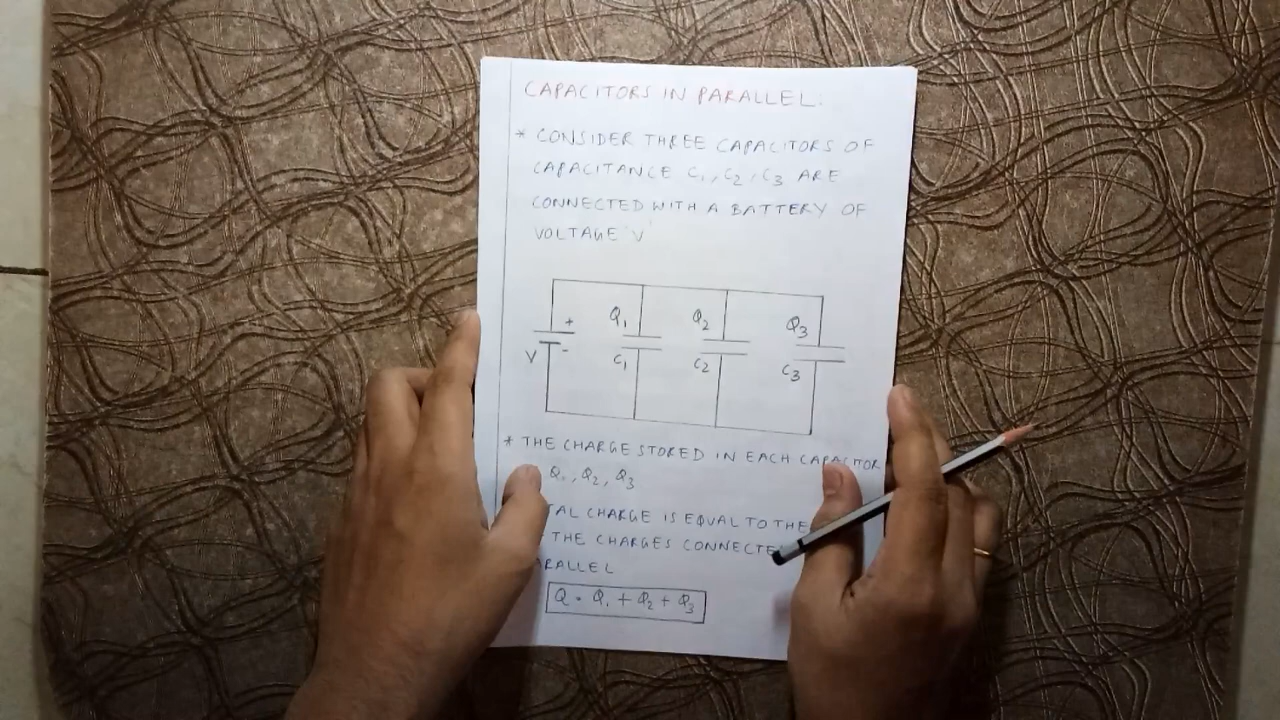 CAPACITORS IN PARALLEL:
* CONSIDER THREE CAPACITORS OF
CAPACITANCE C1, C2, C3 ARE
CONNECTED WITH A BATTERY OF
VOLTAGE 'V'
+ Q1 Q2 Q3
V - C1 C2 C3
* THE CHARGE STORED IN EACH CAPACITOR
Q1, Q2, Q3
TAL CHARGE IS EQUAL TO THE
THE CHARGES CONNECTE
RALLEL
Q = Q1 + Q2 + Q3